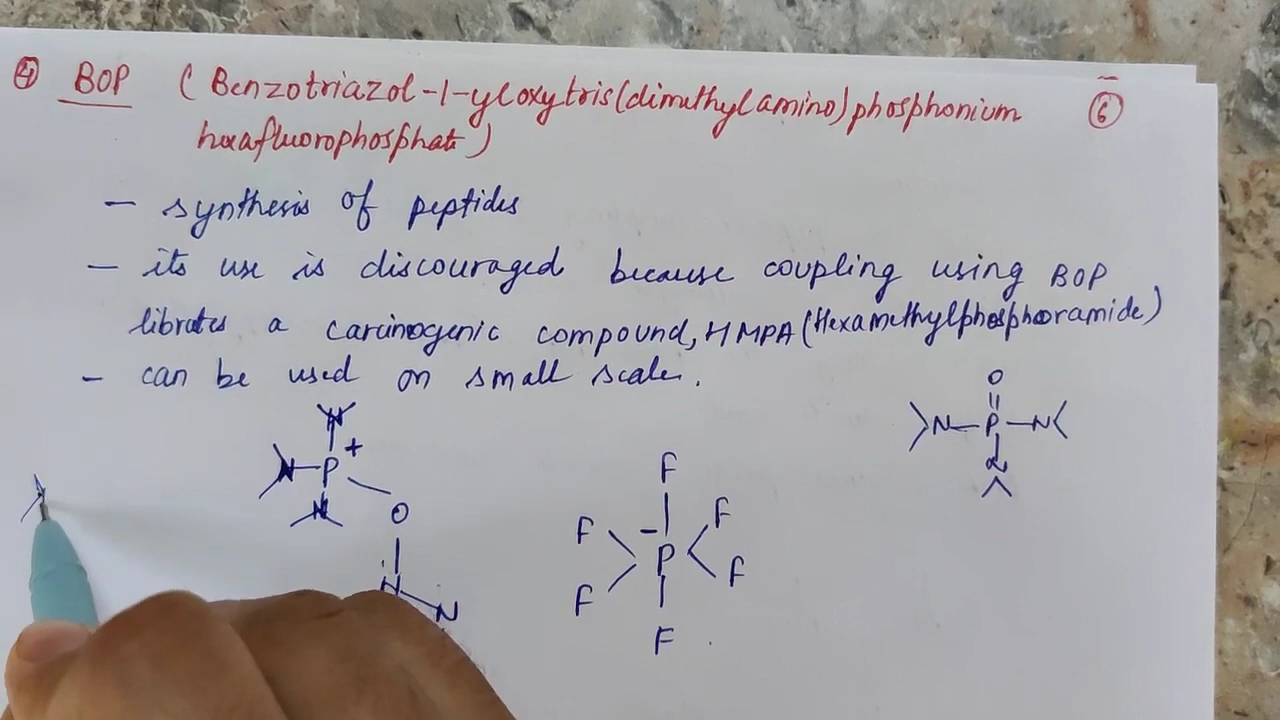 ④ BOP ( Benzotriazol-1-yloxytris(dimethylamino)phosphonium ⑥
hexafluorophosphate )
- synthesis of peptides
- its use is discouraged because coupling using BOP
librates a carcinogenic compound, HMPA (Hexamethylphosphoramide)
- can be used on small scale.
N
N-P+
N
O
N
N
F
F - F
P
F F
F
O
N-P-N
N